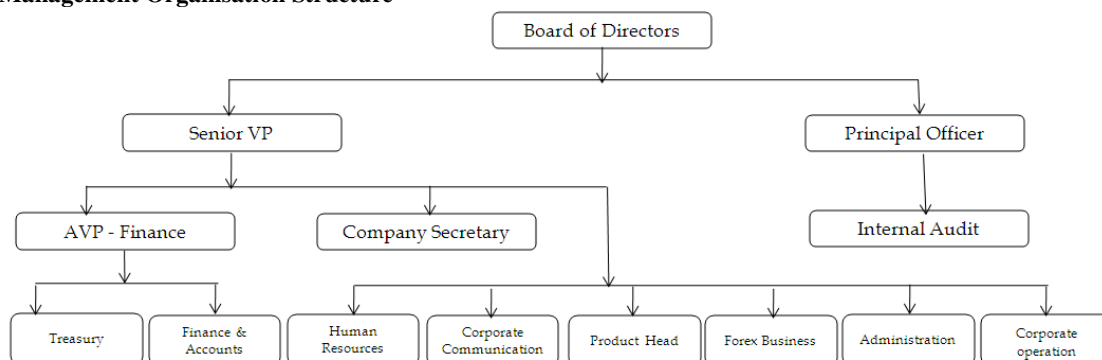 Management Organisation Structure
Board of Directors
Senior VP
Principal Officer
AVP - Finance
Company Secretary
Internal Audit
Treasury
Finance &
Accounts
Human
Resources
Corporate
Communication
Product Head
Forex Business
Administration
Corporate
operation